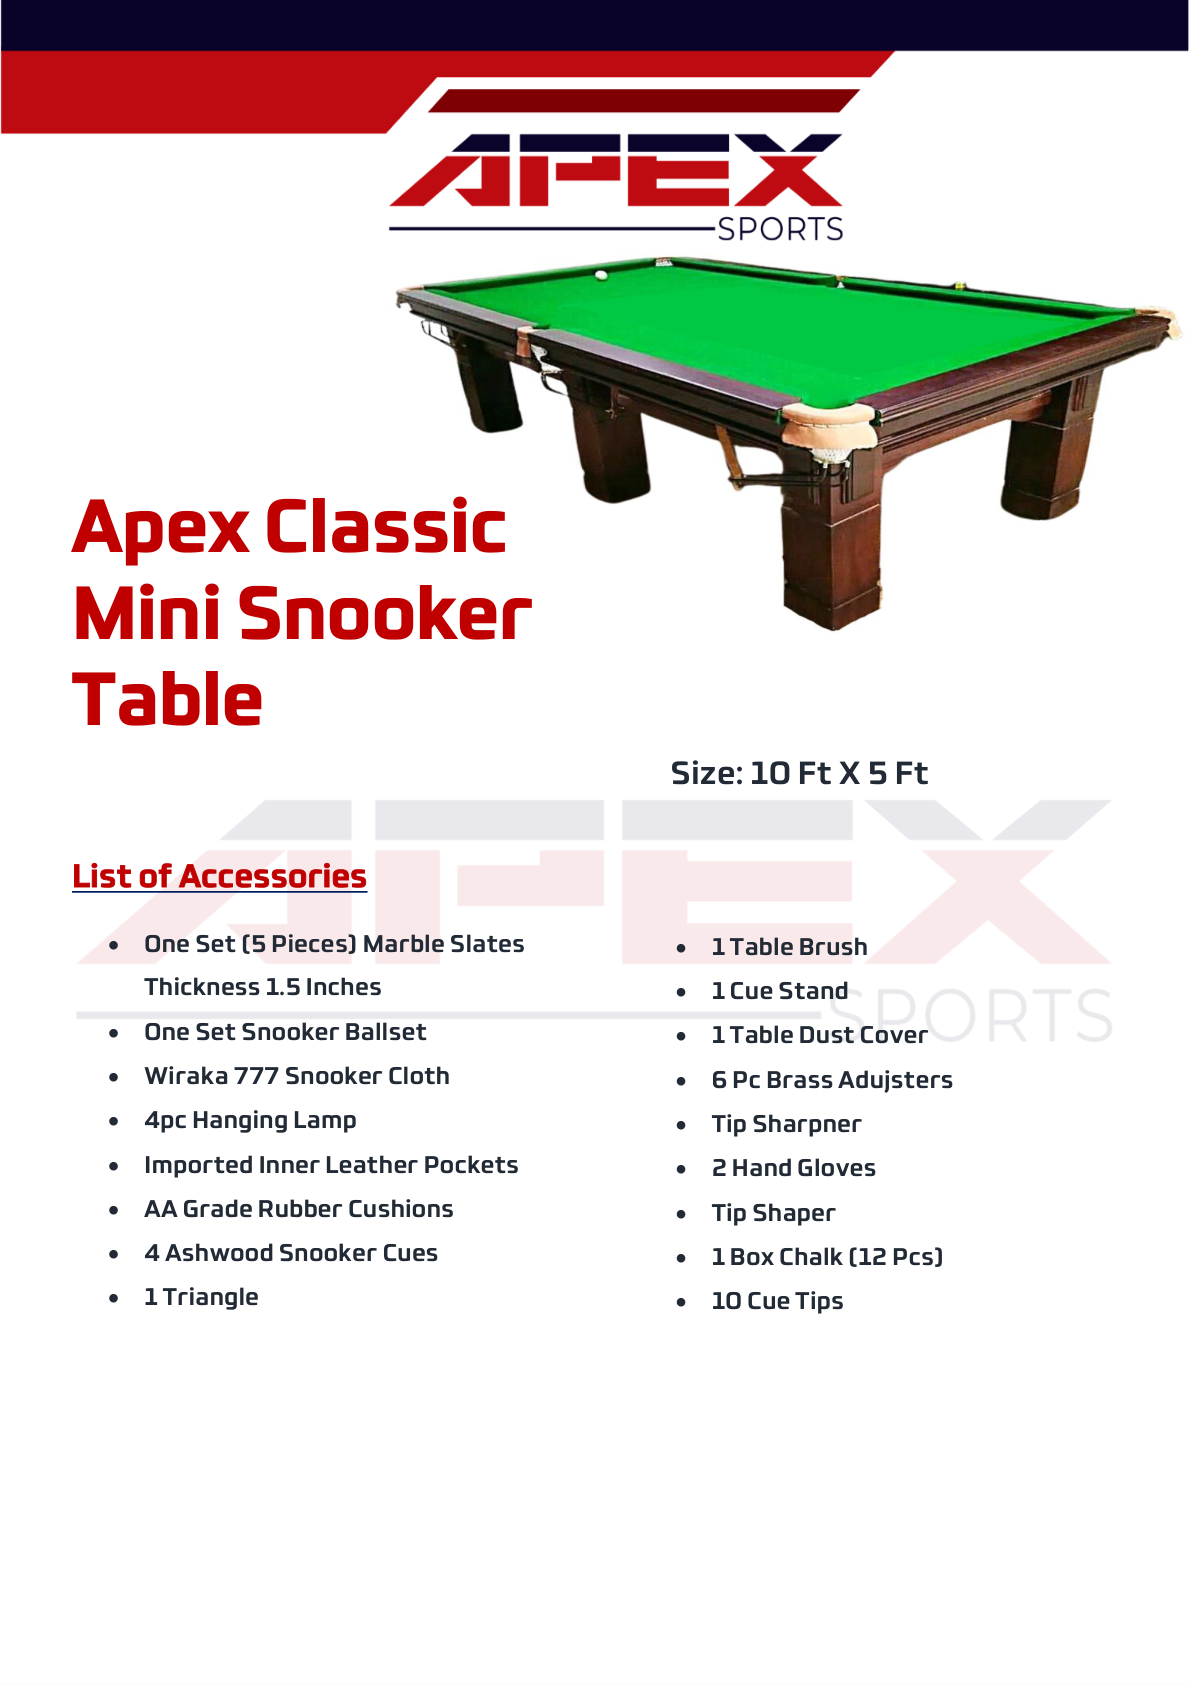 APEX
SPORTS
Apex Classic
Mini Snooker
Table
Size: 10 Ft X 5 Ft
APEX
SPORTS
List of Accessories
• One Set (5 Pieces) Marble Slates
Thickness 1.5 Inches
• One Set Snooker Ballset
• Wiraka 777 Snooker Cloth
• 4pc Hanging Lamp
• Imported Inner Leather Pockets
• AA Grade Rubber Cushions
• 4 Ashwood Snooker Cues
• 1 Triangle
• 1 Table Brush
• 1 Cue Stand
• 1 Table Dust Cover
• 6 Pc Brass Adujsters
• Tip Sharpner
• 2 Hand Gloves
• Tip Shaper
• 1 Box Chalk (12 Pcs)
• 10 Cue Tips